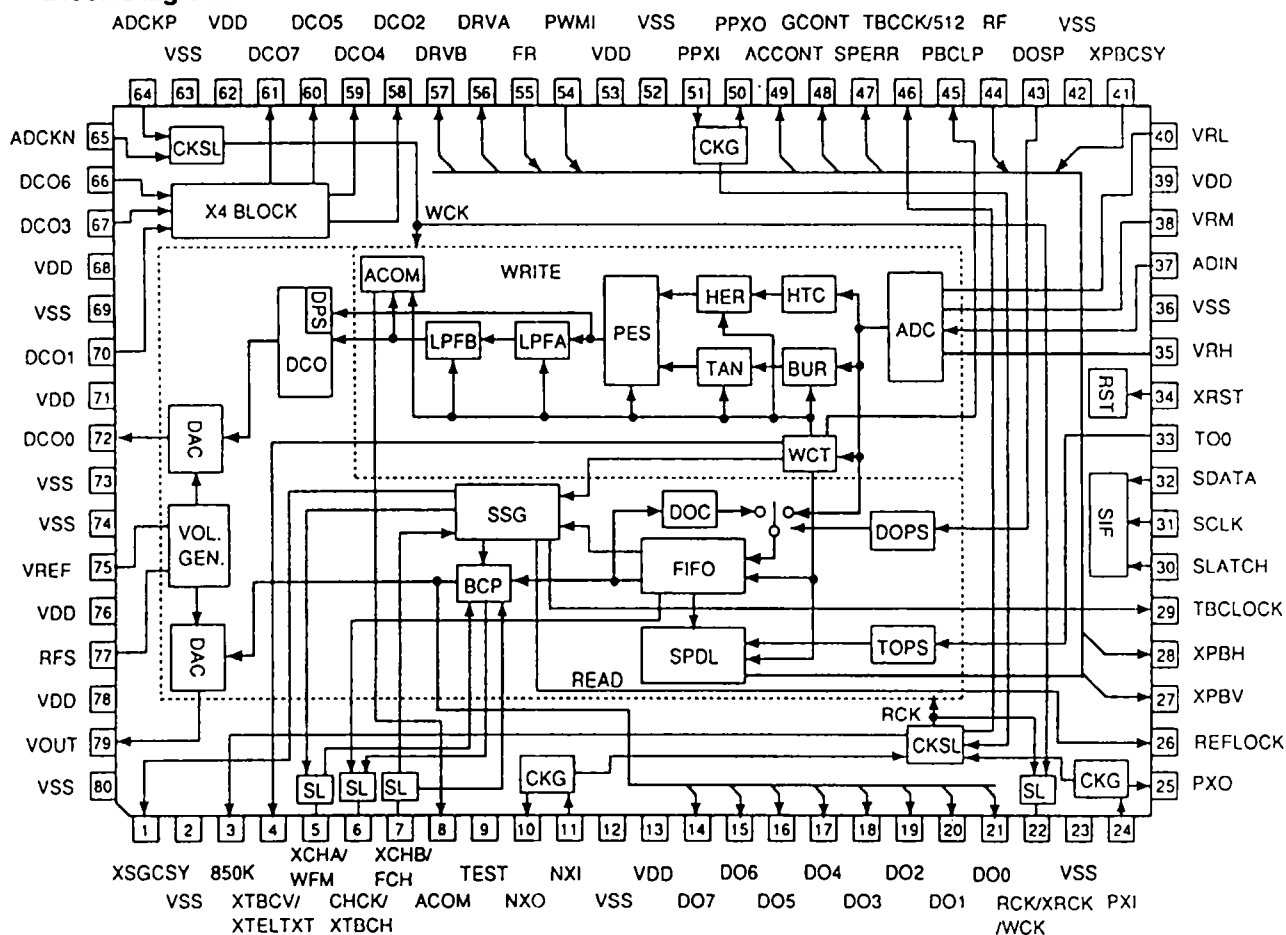 ADCKP VDD DCO5 DCO2 DRVA PWMI VSS PPXO GCONT TBCCK/512 RF VSS
VSS DCO7 DCO4 DRVB FR VDD PPXI ACCONT SPERR PBCLP DOSP XPBCSY
64 63 62 61 60 59 58 57 56 55 54 53 52 51 50 49 48 47 46 45 44 43 42 41
ADCKN 65 CKSL CKG 40 VRL
DCO6 66 39 VDD
X4 BLOCK
DCO3 67 WCK 38 VRM
VDD 68 ACOM WRITE 37 ADIN
HER HTC
VSS 69 DPS PES ADC 36 VSS
DCO LPFB LPFA
DCO1 70 TAN BUR 35 VRH
VDD 71 RST 34 XRST
DCO0 72 DAC WCT 33 TO0
VSS 73 32 SDATA
SSG DOC
VSS 74 VOL. DOPS SIF 31 SCLK
GEN.
VREF 75 FIFO 30 SLATCH
BCP
VDD 76 29 TBCLOCK
RFS 77 DAC SPDL TOPS 28 XPBH
READ
VDD 78 27 XPBV
RCK
VOUT 79 CKSL 26 REFLOCK
VSS 80 SL SL SL CKG SL CKG 25 PXO
1 2 3 4 5 6 7 8 9 10 11 12 13 14 15 16 17 18 19 20 21 22 23 24
XSGCSY 850K XCHA/ XCHB/ TEST NXI VDD DO6 DO4 DO2 DO0 VSS PXI
WFM FCH
VSS XTBCV/ CHCK/ ACOM NXO VSS DO7 DO5 DO3 DO1 RCK/XRCK
XTELTXT XTBCH /WCK